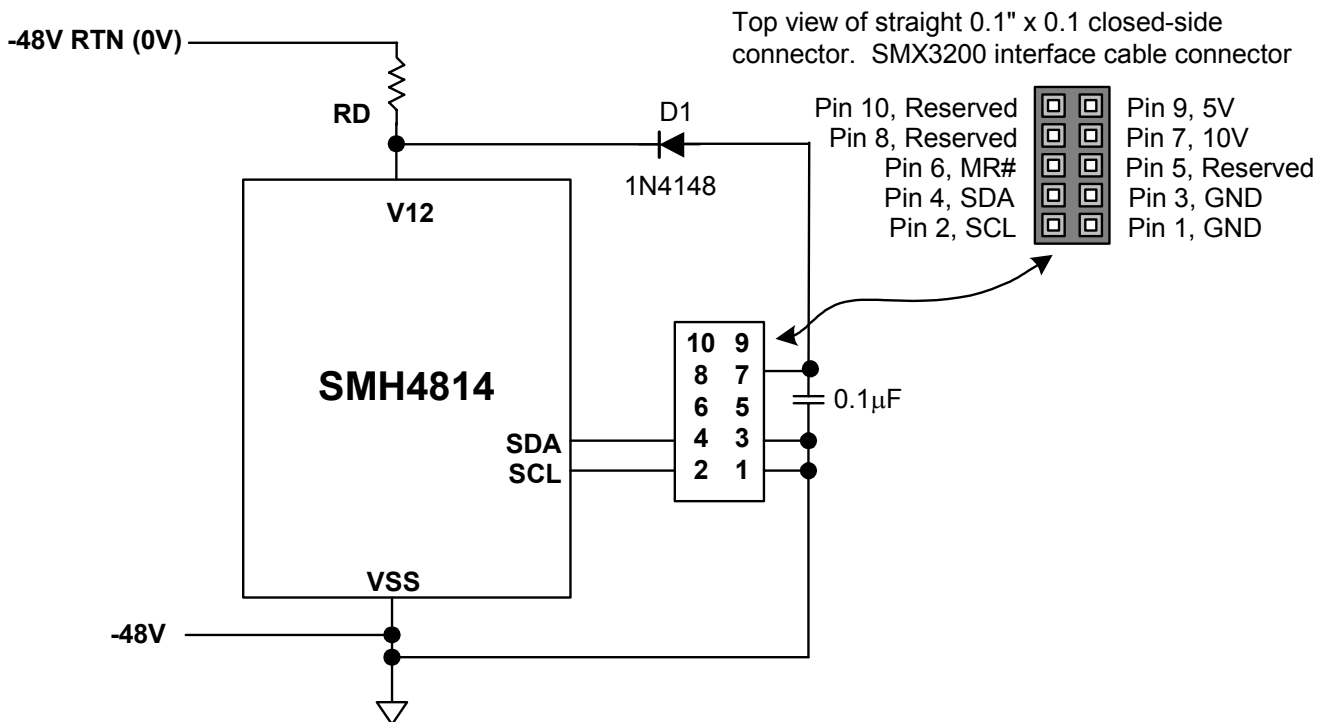 Top view of straight 0.1" x 0.1 closed-side
connector.  SMX3200 interface cable connector
-48V RTN (0V)
RD
D1
1N4148
Pin 10, Reserved
Pin 9, 5V
Pin 8, Reserved
Pin 7, 10V
Pin 6, MR#
Pin 5, Reserved
Pin 4, SDA
Pin 3, GND
Pin 2, SCL
Pin 1, GND
V12
SMH4814
SDA
SCL
VSS
10 9
8 7
6 5
4 3
2 1
0.1μF
-48V